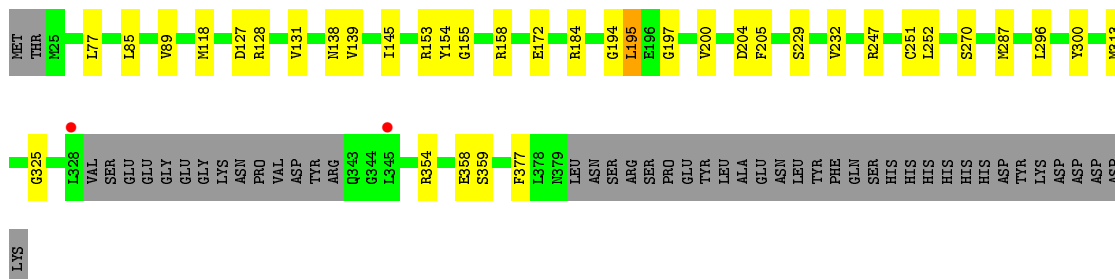 MET THR M25 L77 L85 V89 M118 D127 R128 V131 N138 V139 I145 R153 Y154 G155 R158 E172 R184 G194 L195 E196 G197 V200 D204 F205 S229 V232 R247 C251 L252 S270 M287 L296 Y300 M313
G325 L328 VAL SER GLU GLU GLY GLU GLY LYS ASN PRO VAL ASP TYR ARG Q343 G344 L345 R354 E358 S359 F377 L378 N379 LEU ASN SER ARG SER PRO GLU TYR LEU ALA GLU ASN LEU TYR PHE GLN SER HIS HIS HIS HIS HIS HIS ASP TYR LYS ASP ASP ASP ASP
LYS